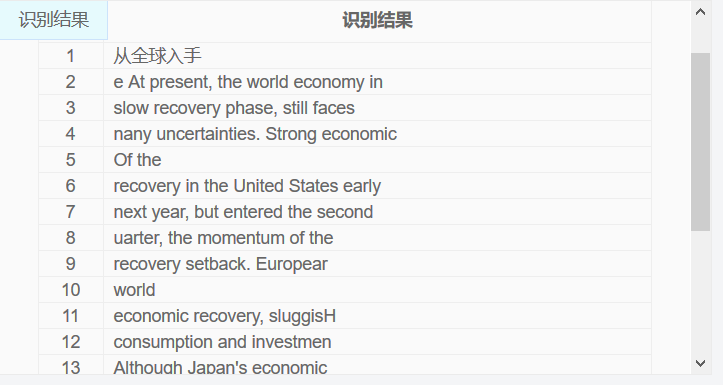 识别结果 识别结果
1 从全球入手
2 e At present, the world economy in
3 slow recovery phase, still faces
4 nany uncertainties. Strong economic
5 Of the
6 recovery in the United States early
7 next year, but entered the second
8 uarter, the momentum of the
9 recovery setback. Europear
10 world
11 economic recovery, sluggisH
12 consumption and investmen
13 Although Japan's economic